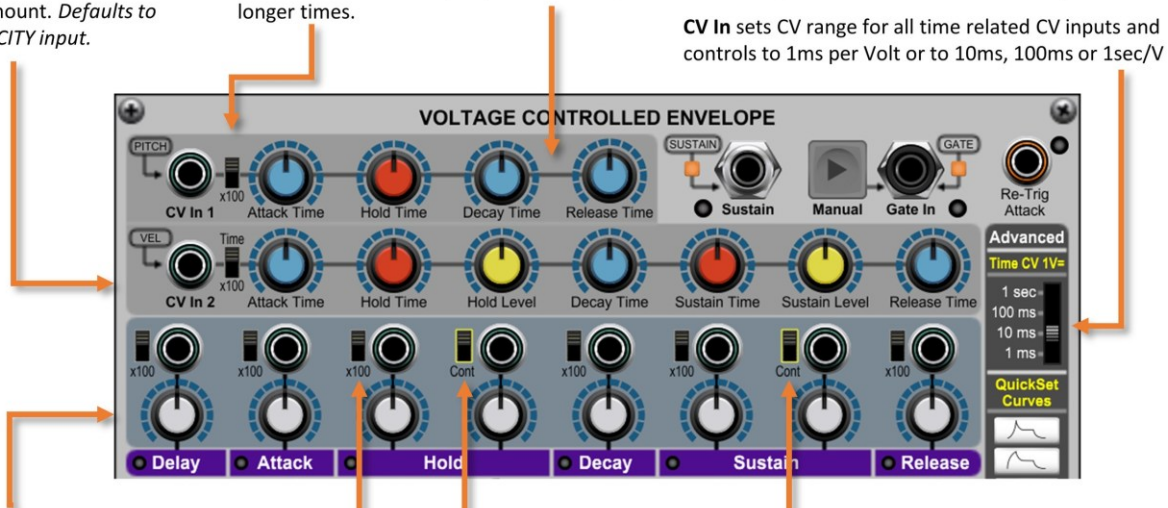 nount. Defaults to
CITY input.
longer times.
CV In sets CV range for all time related CV inputs and
controls to 1ms per Volt or to 10ms, 100ms or 1sec/V
VOLTAGE CONTROLLED ENVELOPE
PITCH
x100
CV In 1
Attack Time
Hold Time
Decay Time
Release Time
SUSTAIN
Sustain
Manual
GATE
Gate In
Re-Trig
Attack
VEL
Time
x100
CV In 2
Attack Time
Hold Time
Hold Level
Decay Time
Sustain Time
Sustain Level
Release Time
Advanced
Time CV 1V=
1 sec
100 ms
10 ms
1 ms
x100
x100
x100
Cont
x100
x100
Cont
x100
QuickSet
Curves
Delay
Attack
Hold
Decay
Sustain
Release